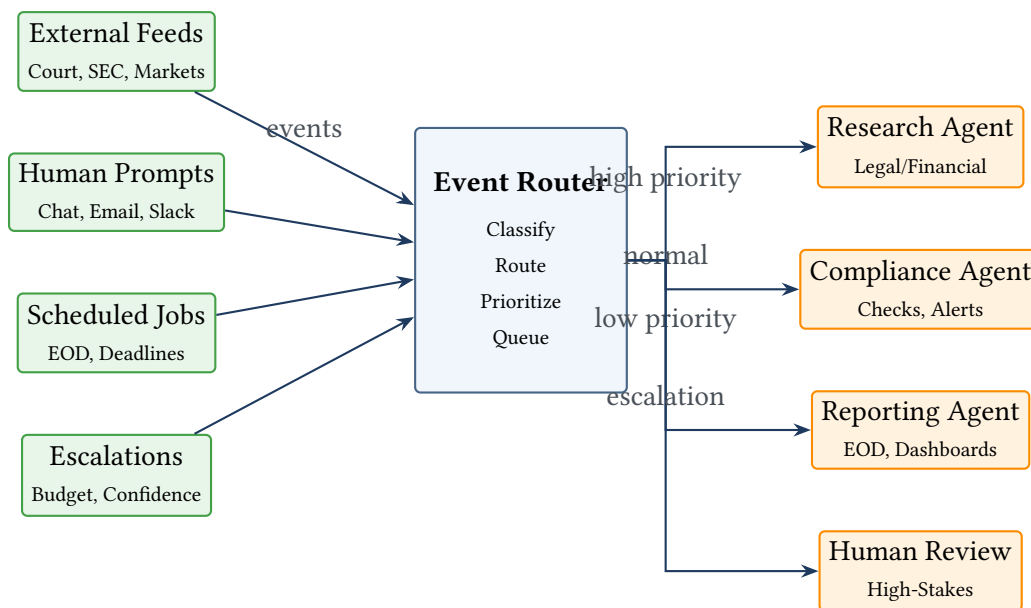 External Feeds
Court, SEC, Markets
events
Human Prompts
Chat, Email, Slack
Scheduled Jobs
EOD, Deadlines
Escalations
Budget, Confidence
Event Router
Classify
Route
Prioritize
Queue
high priority
normal
low priority
escalation
Research Agent
Legal/Financial
Compliance Agent
Checks, Alerts
Reporting Agent
EOD, Dashboards
Human Review
High-Stakes